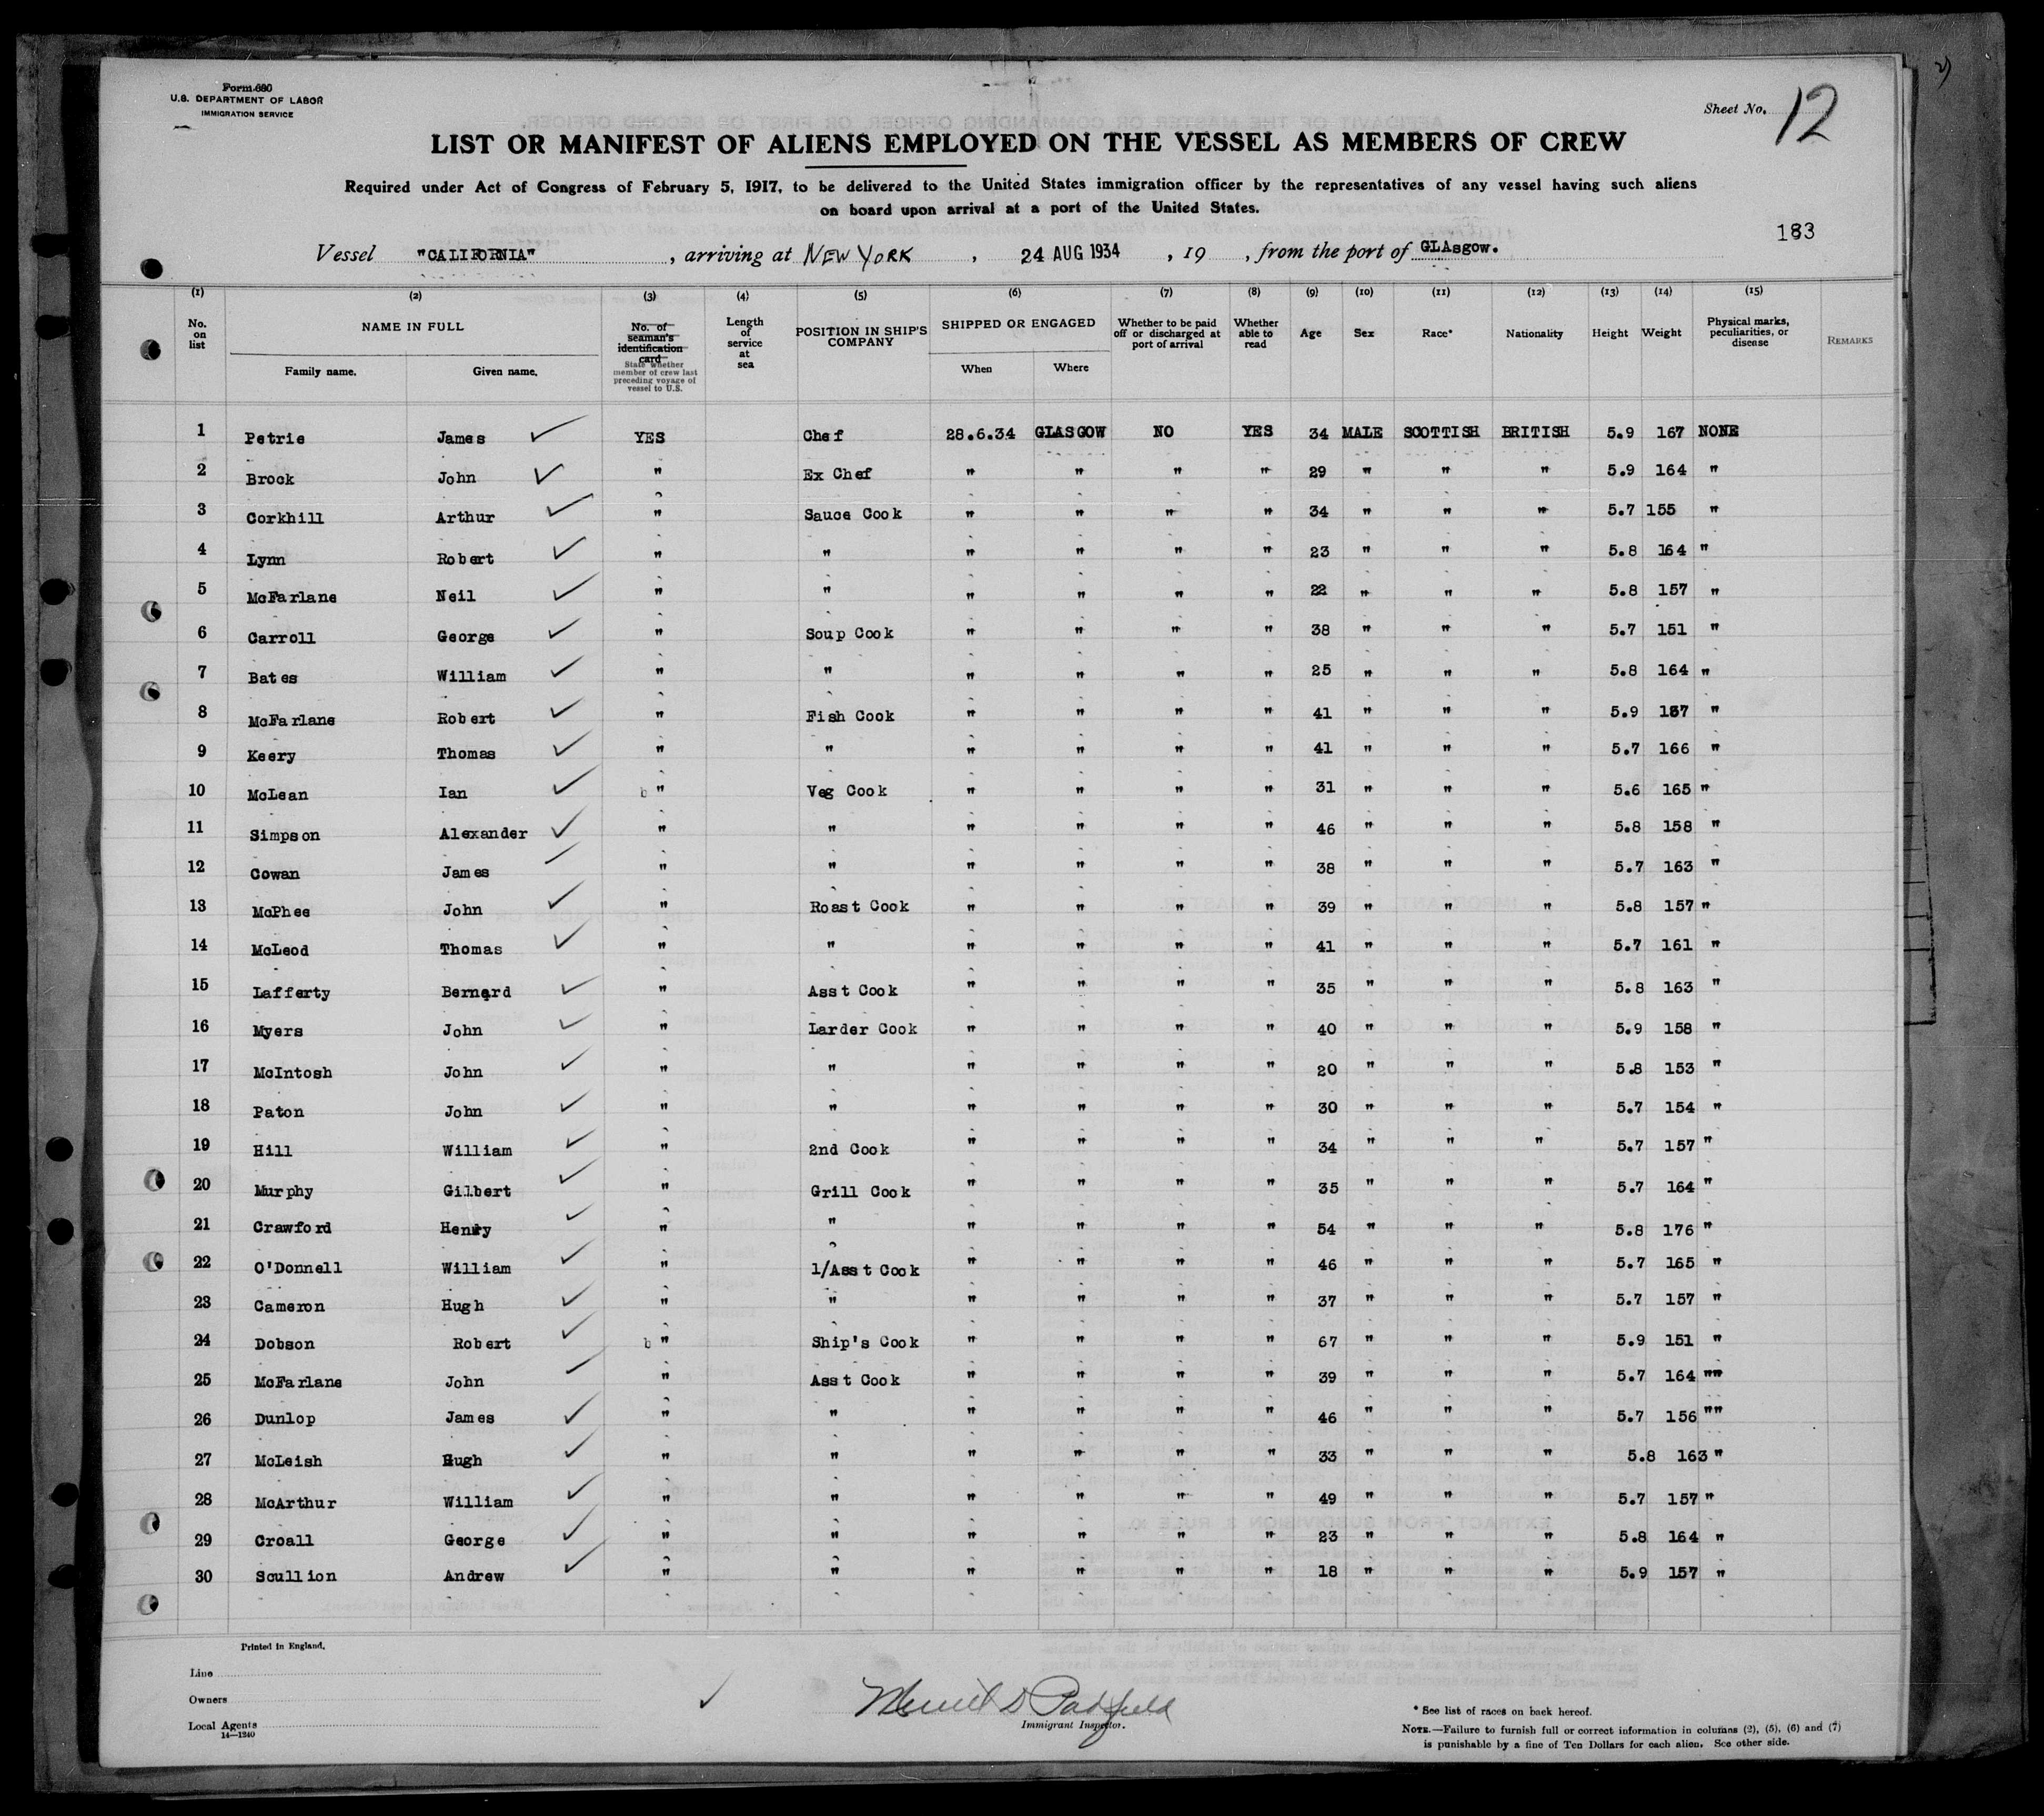 Form 680
U.S. DEPARTMENT OF LABOR
IMMIGRATION SERVICE
Sheet No. 12
LIST OR MANIFEST OF ALIENS EMPLOYED ON THE VESSEL AS MEMBERS OF CREW
Required under Act of Congress of February 5, 1917, to be delivered to the United States immigration officer by the representatives of any vessel having such aliens
on board upon arrival at a port of the United States.
183
Vessel "CALIFORNIA", arriving at NEW YORK, 24 AUG 1934, 19 , from the port of GLAsgow.
(1) (2) (3) (4) (5) (6) (7) (8) (9) (10) (11) (12) (13) (14) (15)
No. on list NAME IN FULL Family name. Given name. No. of seaman's identification card State whether member of crew last preceding voyage of vessel to U.S. Length of service at sea POSITION IN SHIP'S COMPANY SHIPPED OR ENGAGED When Where Whether to be paid off or discharged at port of arrival Whether able to read Age Sex Race* Nationality Height Weight Physical marks, peculiarities, or disease REMARKS
1 Petrie James YES Chef 28.6.34 GLASGOW NO YES 34 MALE SCOTTISH BRITISH 5.9 167 NONE
2 Brock John " Ex Chef " " " " 29 " " " 5.9 164 "
3 Corkhill Arthur " Sauce Cook " " " " 34 " " " 5.7 155 "
4 Lynn Robert " " " " " " 23 " " " 5.8 164 "
5 McFarlane Neil " " " " " " 22 " " " 5.8 157 "
6 Carroll George " Soup Cook " " " " 38 " " " 5.7 151 "
7 Bates William " " " " " " 25 " " " 5.8 164 "
8 McFarlane Robert " Fish Cook " " " " 41 " " " 5.9 "
9 Keery Thomas " " " " " " 41 " " " 5.7 166 "
10 McLean Ian b " Veg Cook " " " " 31 " " " 5.6 165 "
11 Simpson Alexander " " " " " " 46 " " " 5.8 158 "
12 Cowan James " " " " " " 38 " " " 5.7 163 "
13 McPhee John " Roast Cook " " " " 39 " " " 5.8 157 "
14 McLeod Thomas " " " " " " 41 " " " 5.7 161 "
15 Lafferty Bernard " Asst Cook " " " " 35 " " " 5.8 163 "
16 Myers John " Larder Cook " " " " 40 " " " 5.9 158 "
17 McIntosh John " " " " " " 20 " " " 5.8 153 "
18 Paton John " " " " " " 30 " " " 5.7 154 "
19 Hill William " 2nd Cook " " " " 34 " " " 5.7 157 "
20 Murphy Gilbert " Grill Cook " " " " 35 " " " 5.7 164 "
21 Crawford Henry " " " " " " 54 " " " 5.8 176 "
22 O'Donnell William " 1/Asst Cook " " " " 46 " " " 5.7 165 "
23 Cameron Hugh " " " " " " 37 " " " 5.7 157 "
24 Dobson Robert b " Ship's Cook " " " " 67 " " " 5.9 151 "
25 McFarlane John " Asst Cook " " " " 39 " " " 5.7 164 ""
26 Dunlop James " " " " " " 46 " " " 5.7 156 ""
27 McLeish Hugh " " " " " " 33 " " " 5.8 163 "
28 McArthur William " " " " " " 49 " " " 5.7 157 "
29 Croall George " " " " " " 23 " " " 5.8 164 "
30 Scullion Andrew " " " " " " 18 " " " 5.9 157 "
Printed in England.
Line
Owners
Local Agents
14—1240
Merrill D Padfield
Immigrant Inspector.
* See list of races on back hereof.
NOTE.—Failure to furnish full or correct information in columns (2), (5), (6) and (7)
is punishable by a fine of Ten Dollars for each alien. See other side.